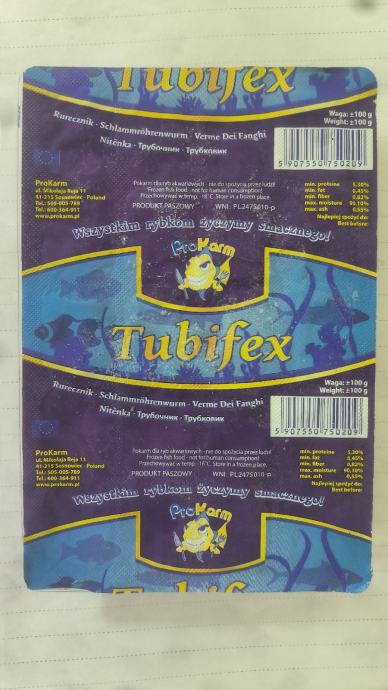 Tubifex
Rurecznik - Schlammröhrenwurm - Verme Dei Fanghi
Nitěnka - Трубочник - Трубковик
Waga: ±100 g
Weight: ±100 g
5 907550 750209
ProKarm
ul. Mikołaja Reja 11
41-215 Sosnowiec - Poland
Tel.: 508-005-789
Tel.: 600-364-911
www.prokarm.pl
Pokarm dla ryb akwariowych - nie do spożycia przez ludzi!
Frozen fish food - not for human consumption!
Przechowywać w temp. -18°C. Store in a frozen place.
PRODUKT PASZOWY WNI: PL2475010-p
min. proteine 5,30%
min. fat 0,45%
min. fiber 0,82%
max. moisture 90,10%
max. ash 0,55%
Najlepiej spożyć do:
Best before:
Wszystkim rybkom życzymy smacznego!
ProKarm
Tubifex
Rurecznik - Schlammröhrenwurm - Verme Dei Fanghi
Nitěnka - Трубочник - Трубковик
Waga: ±100 g
Weight: ±100 g
5 907550 750209
ProKarm
ul. Mikołaja Reja 11
41-215 Sosnowiec - Poland
Tel.: 505-005-789
Tel.: 600-364-911
www.prokarm.pl
Pokarm dla ryb akwariowych - nie do spożycia przez ludzi!
Frozen fish food - not for human consumption!
Przechowywać w temp. -18°C. Store in a frozen place.
PRODUKT PASZOWY WNI: PL2475010-p
min. proteine 5,30%
min. fat 0,45%
min. fiber 0,82%
max. moisture 90,10%
max. ash 0,55%
Najlepiej spożyć do:
Best before:
Wszystkim rybkom życzymy smacznego!
ProKarm
Tubifex